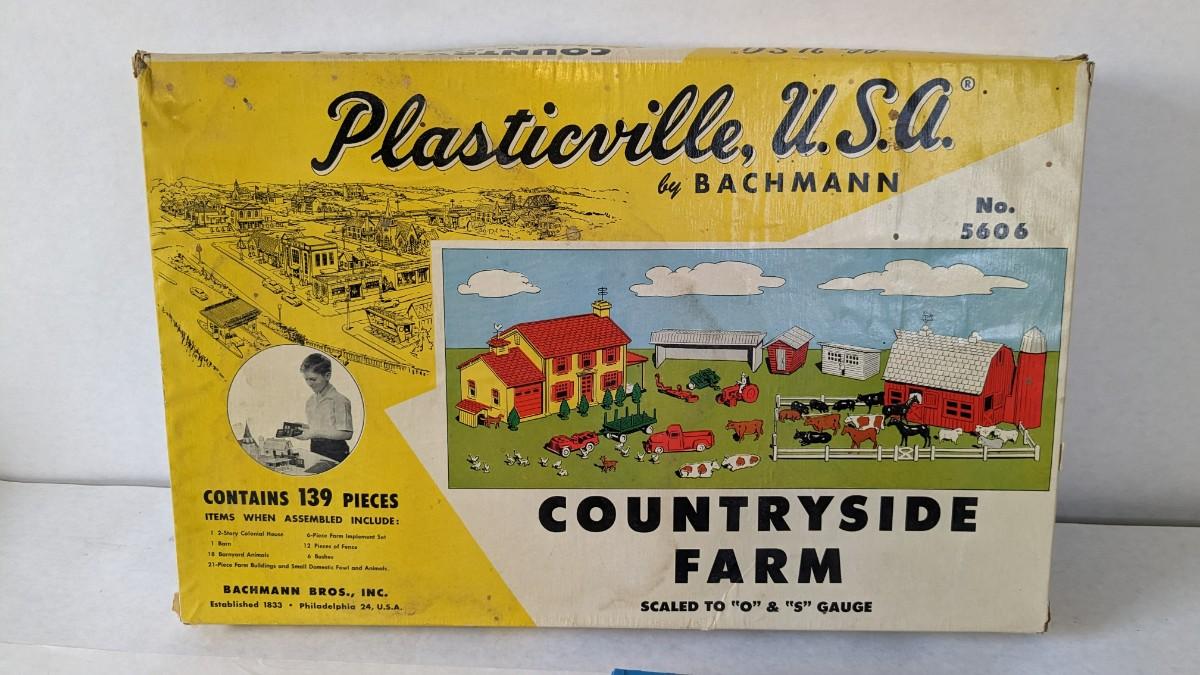 COUNTRYSIDE FARM
Plasticville, U.S.A.®
by BACHMANN
No.
5606
CONTAINS 139 PIECES
ITEMS WHEN ASSEMBLED INCLUDE:
1 2-Story Colonial House
1 Barn
18 Barnyard Animals
6-Piece Farm Implement Set
12 Pieces of Fence
6 Bushes
21-Piece Farm Buildings and Small Domestic Fowl and Animals.
BACHMANN BROS., INC.
Established 1833 • Philadelphia 24, U.S.A.
COUNTRYSIDE
FARM
SCALED TO "O" & "S" GAUGE